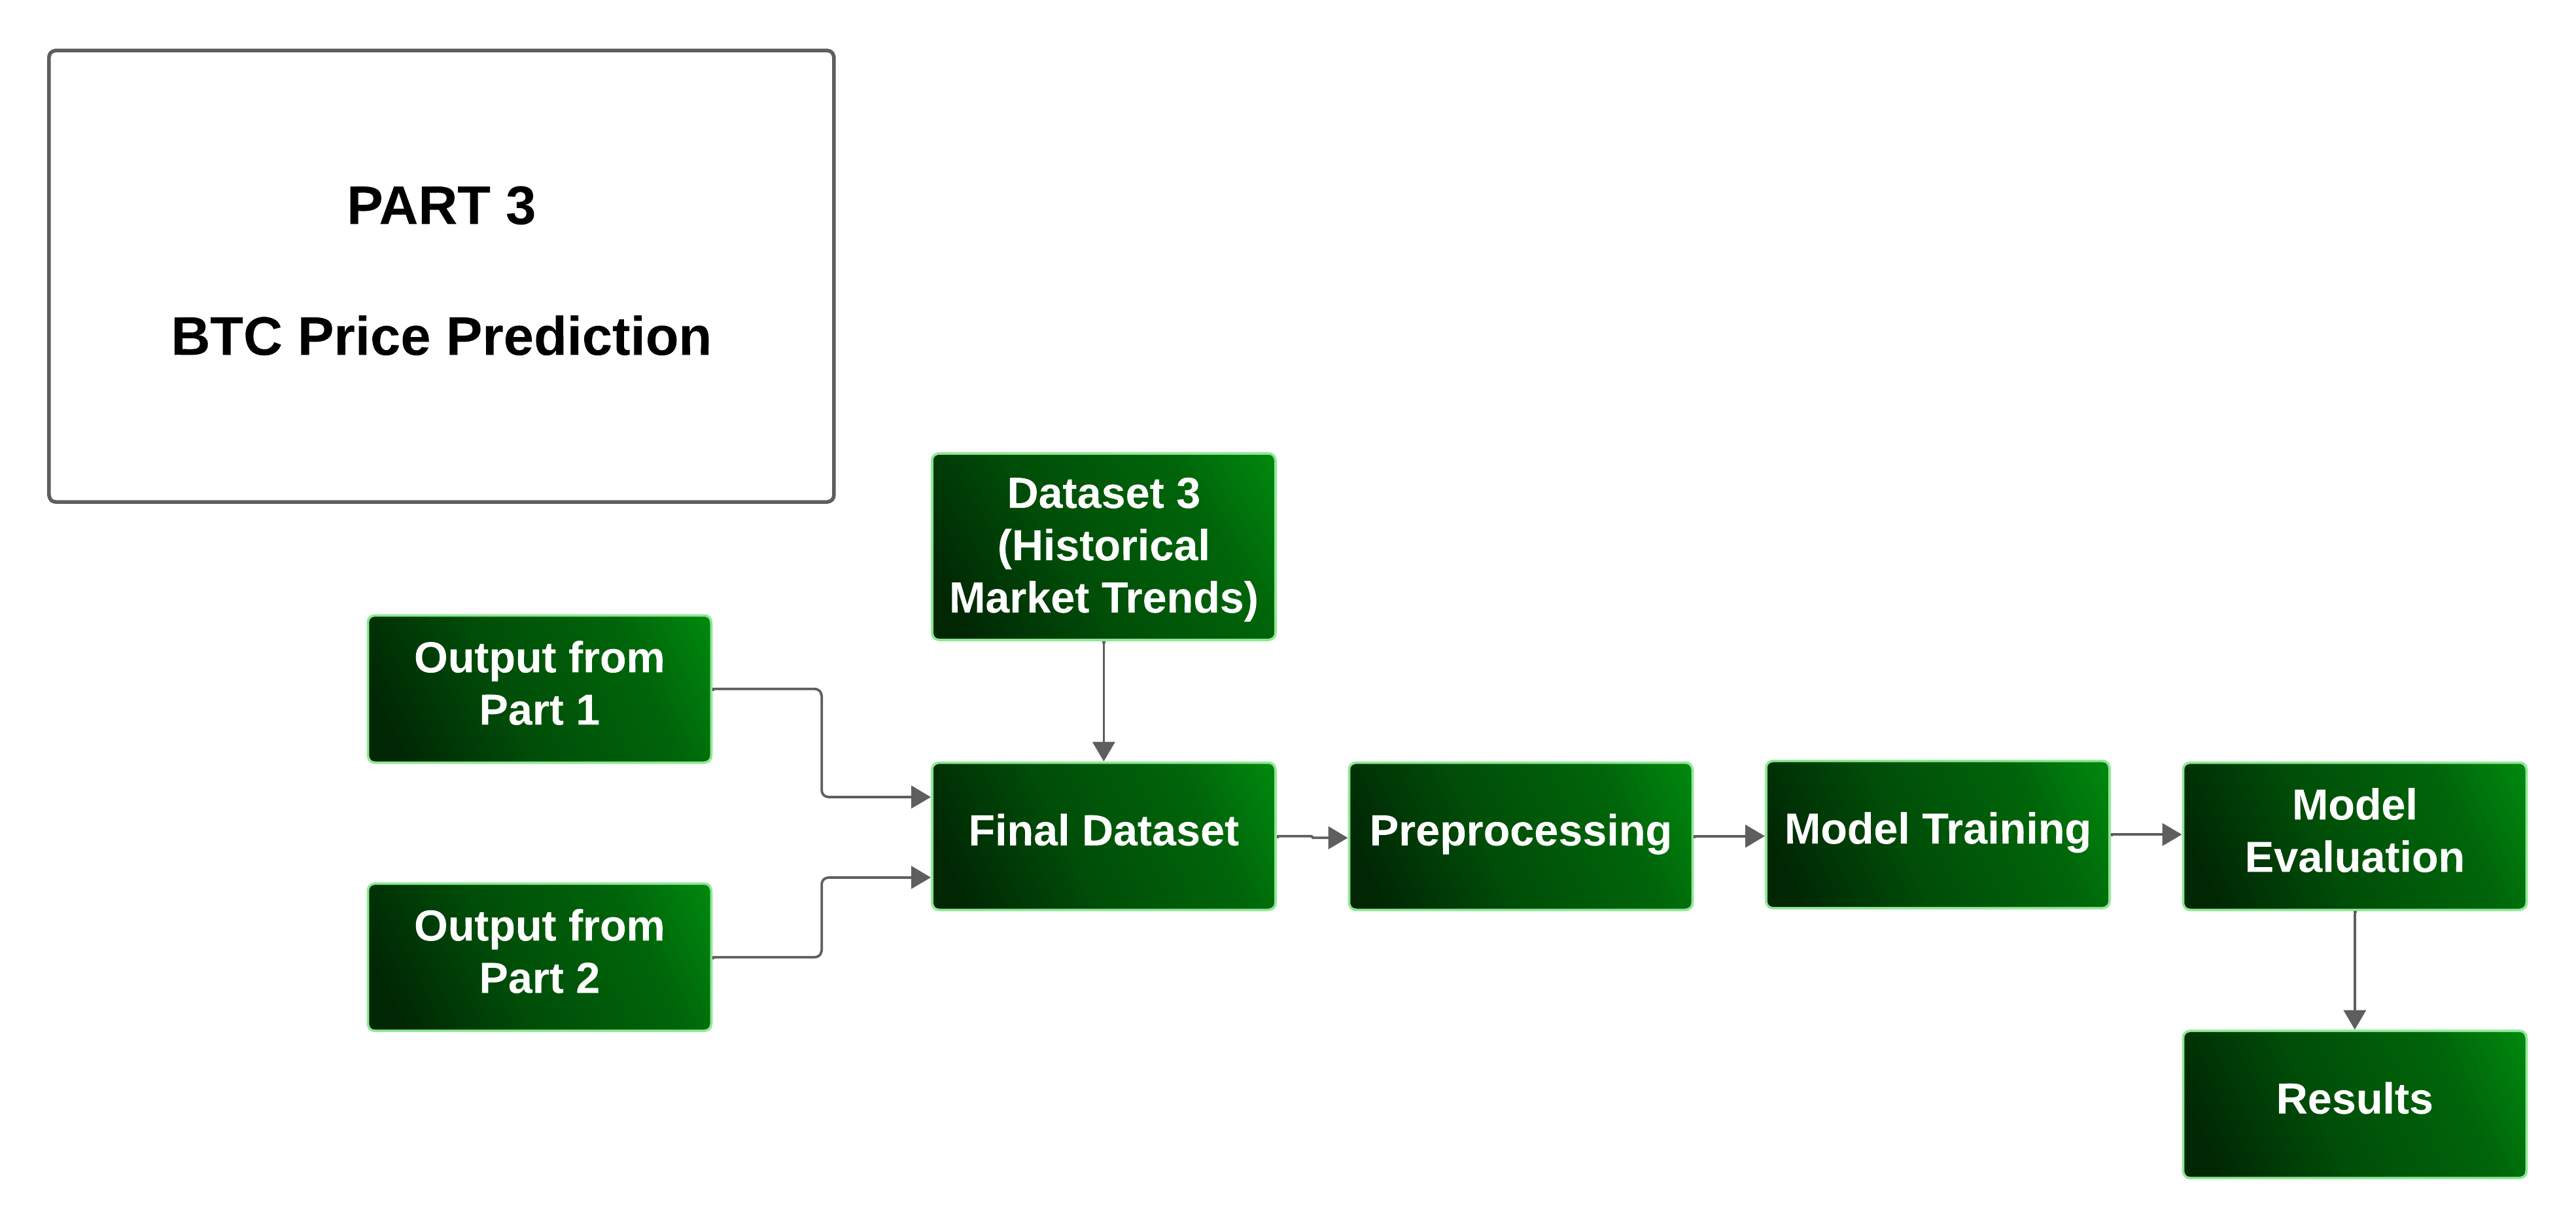 PART 3
BTC Price Prediction
Dataset 3
(Historical
Market Trends)
Output from
Part 1
Output from
Part 2
Final Dataset
Preprocessing
Model Training
Model
Evaluation
Results